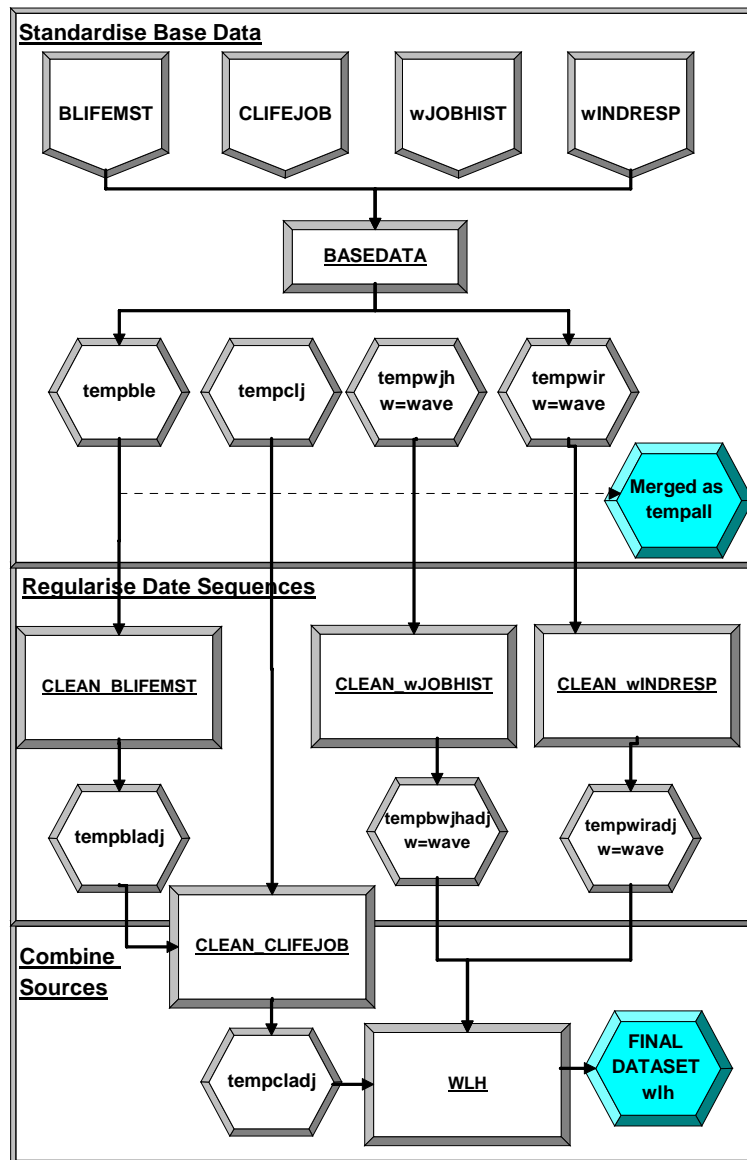 Standardise Base Data
BLIFEMST
CLIFEJOB
wJOBHIST
wINDRESP
BASEDATA
tempble
tempclj
tempwjh
w=wave
tempwir
w=wave
Merged as
tempall
Regularise Date Sequences
CLEAN_BLIFEMST
CLEAN_wJOBHIST
CLEAN_wINDRESP
tempbladj
tempbwjhadj
w=wave
tempwiradj
w=wave
Combine
Sources
CLEAN_CLIFEJOB
tempcladj
WLH
FINAL
DATASET
wlh